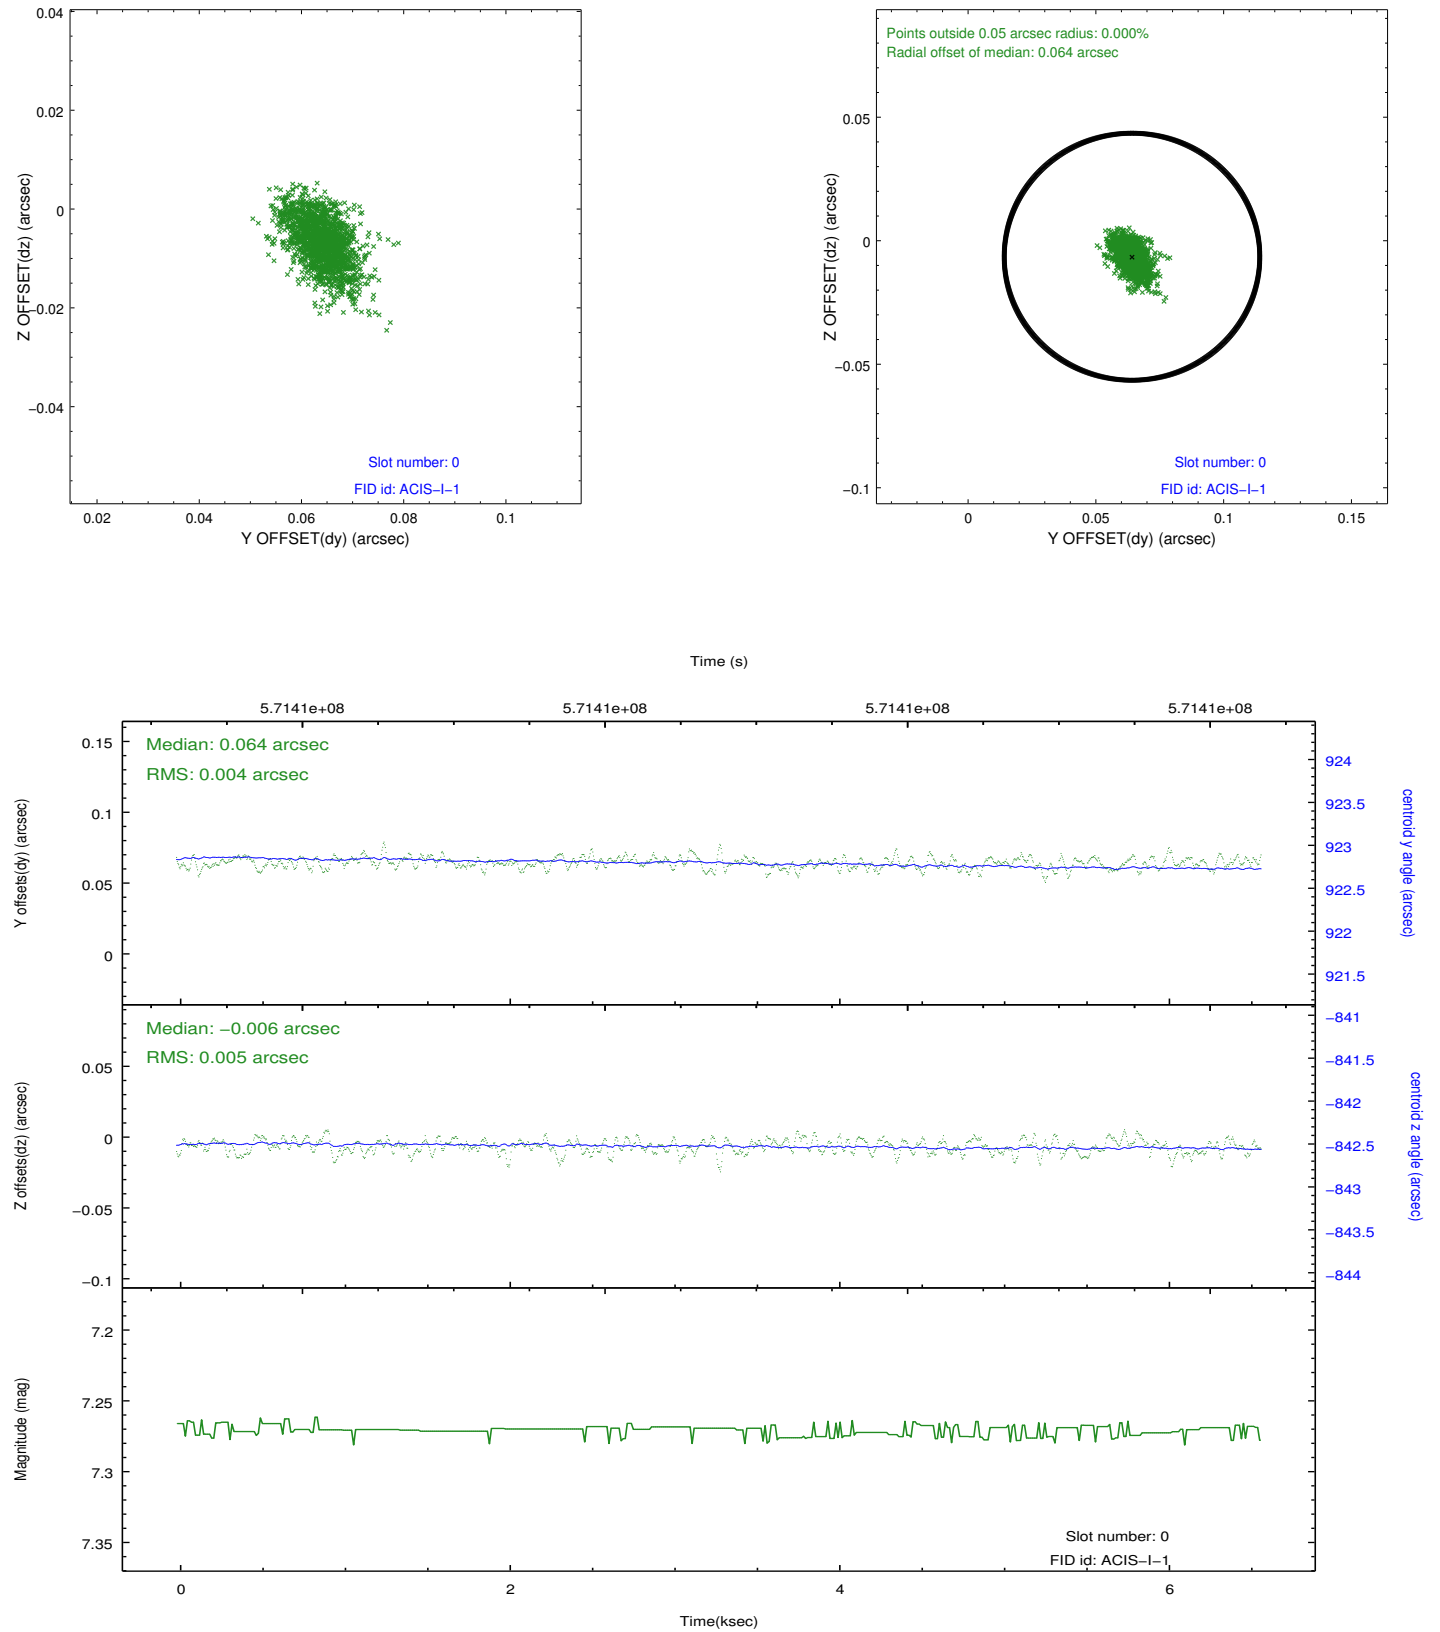 0.04
0.02
0
−0.02
−0.04
Z OFFSET(dz) (arcsec)
Slot number: 0
FID id: ACIS−I−1
0.02 0.04 0.06 0.08 0.1
Y OFFSET(dy) (arcsec)
Points outside 0.05 arcsec radius: 0.000%
Radial offset of median: 0.064 arcsec
0.05
0
−0.05
−0.1
Z OFFSET(dz) (arcsec)
Slot number: 0
FID id: ACIS−I−1
0 0.05 0.1 0.15
Y OFFSET(dy) (arcsec)
Time (s)
5.7141e+08 5.7141e+08 5.7141e+08 5.7141e+08
Median: 0.064 arcsec
RMS: 0.004 arcsec
0.15
0.1
0.05
0
Y offsets(dy) (arcsec)
924
923.5
923
922.5
922
921.5
centroid y angle (arcsec)
Median: −0.006 arcsec
RMS: 0.005 arcsec
0.05
0
−0.05
−0.1
Z offsets(dz) (arcsec)
−841
−841.5
−842
−842.5
−843
−843.5
−844
centroid z angle (arcsec)
7.2
7.25
7.3
7.35
Magnitude (mag)
Slot number: 0
FID id: ACIS−I−1
0 2 4 6
Time(ksec)